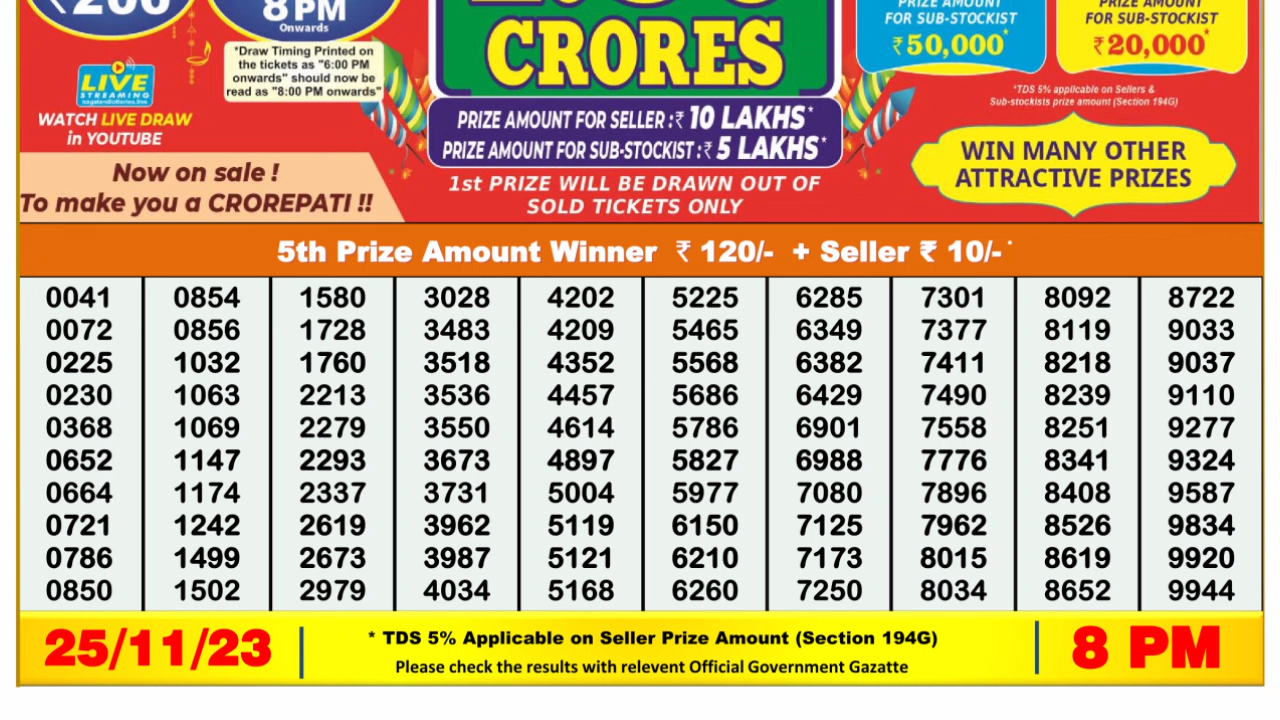 ₹200
8 PM
Onwards
*Draw Timing Printed on
the tickets as "6:00 PM
onwards" should now be
read as "8:00 PM onwards"
LIVE
STREAMING
nagalandlotteries.live
WATCH LIVE DRAW
in YOUTUBE
Now on sale !
To make you a CROREPATI !!
CRORES
PRIZE AMOUNT FOR SELLER :₹ 10 LAKHS*
PRIZE AMOUNT FOR SUB-STOCKIST :₹ 5 LAKHS*
1st PRIZE WILL BE DRAWN OUT OF
SOLD TICKETS ONLY
PRIZE AMOUNT
FOR SUB-STOCKIST
₹50,000*
PRIZE AMOUNT
FOR SUB-STOCKIST
₹20,000*
*TDS 5% applicable on Sellers &
Sub-stockists prize amount (Section 194G)
WIN MANY OTHER
ATTRACTIVE PRIZES
5th Prize Amount Winner ₹ 120/- + Seller ₹ 10/-*
0041 0854 1580 3028 4202 5225 6285 7301 8092 8722
0072 0856 1728 3483 4209 5465 6349 7377 8119 9033
0225 1032 1760 3518 4352 5568 6382 7411 8218 9037
0230 1063 2213 3536 4457 5686 6429 7490 8239 9110
0368 1069 2279 3550 4614 5786 6901 7558 8251 9277
0652 1147 2293 3673 4897 5827 6988 7776 8341 9324
0664 1174 2337 3731 5004 5977 7080 7896 8408 9587
0721 1242 2619 3962 5119 6150 7125 7962 8526 9834
0786 1499 2673 3987 5121 6210 7173 8015 8619 9920
0850 1502 2979 4034 5168 6260 7250 8034 8652 9944
25/11/23
* TDS 5% Applicable on Seller Prize Amount (Section 194G)
Please check the results with relevent Official Government Gazatte
8 PM